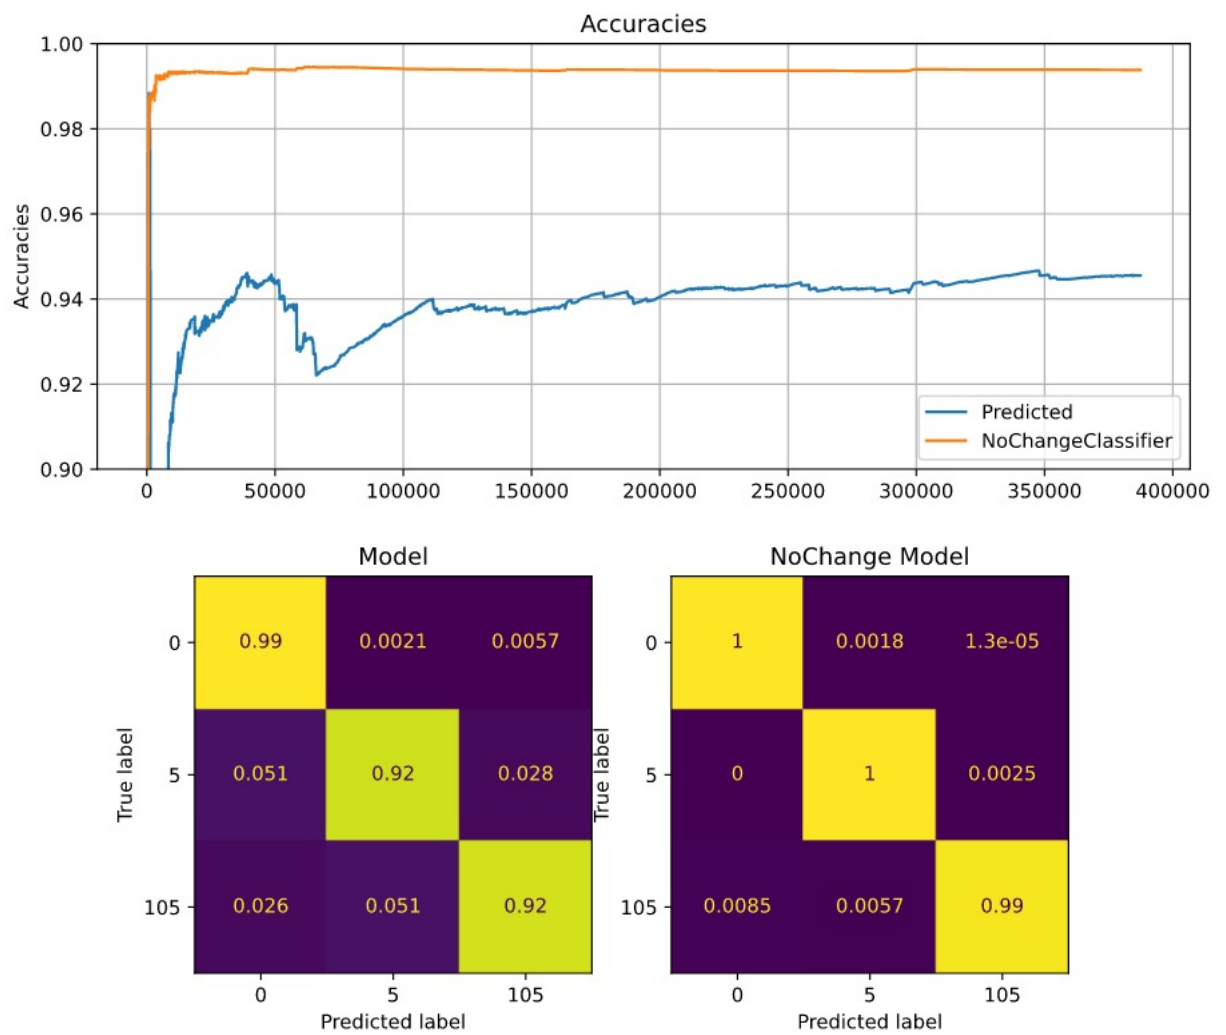 Accuracies
1.00
0.98
0.96
0.94
0.92
0.90
Accuracies
0 50000 100000 150000 200000 250000 300000 350000 400000
Predicted
NoChangeClassifier
Model
0 0.99 0.0021 0.0057
5 0.051 0.92 0.028
105 0.026 0.051 0.92
True label
0 5 105
Predicted label
NoChange Model
0 1 0.0018 1.3e-05
5 0 1 0.0025
105 0.0085 0.0057 0.99
True label
0 5 105
Predicted label